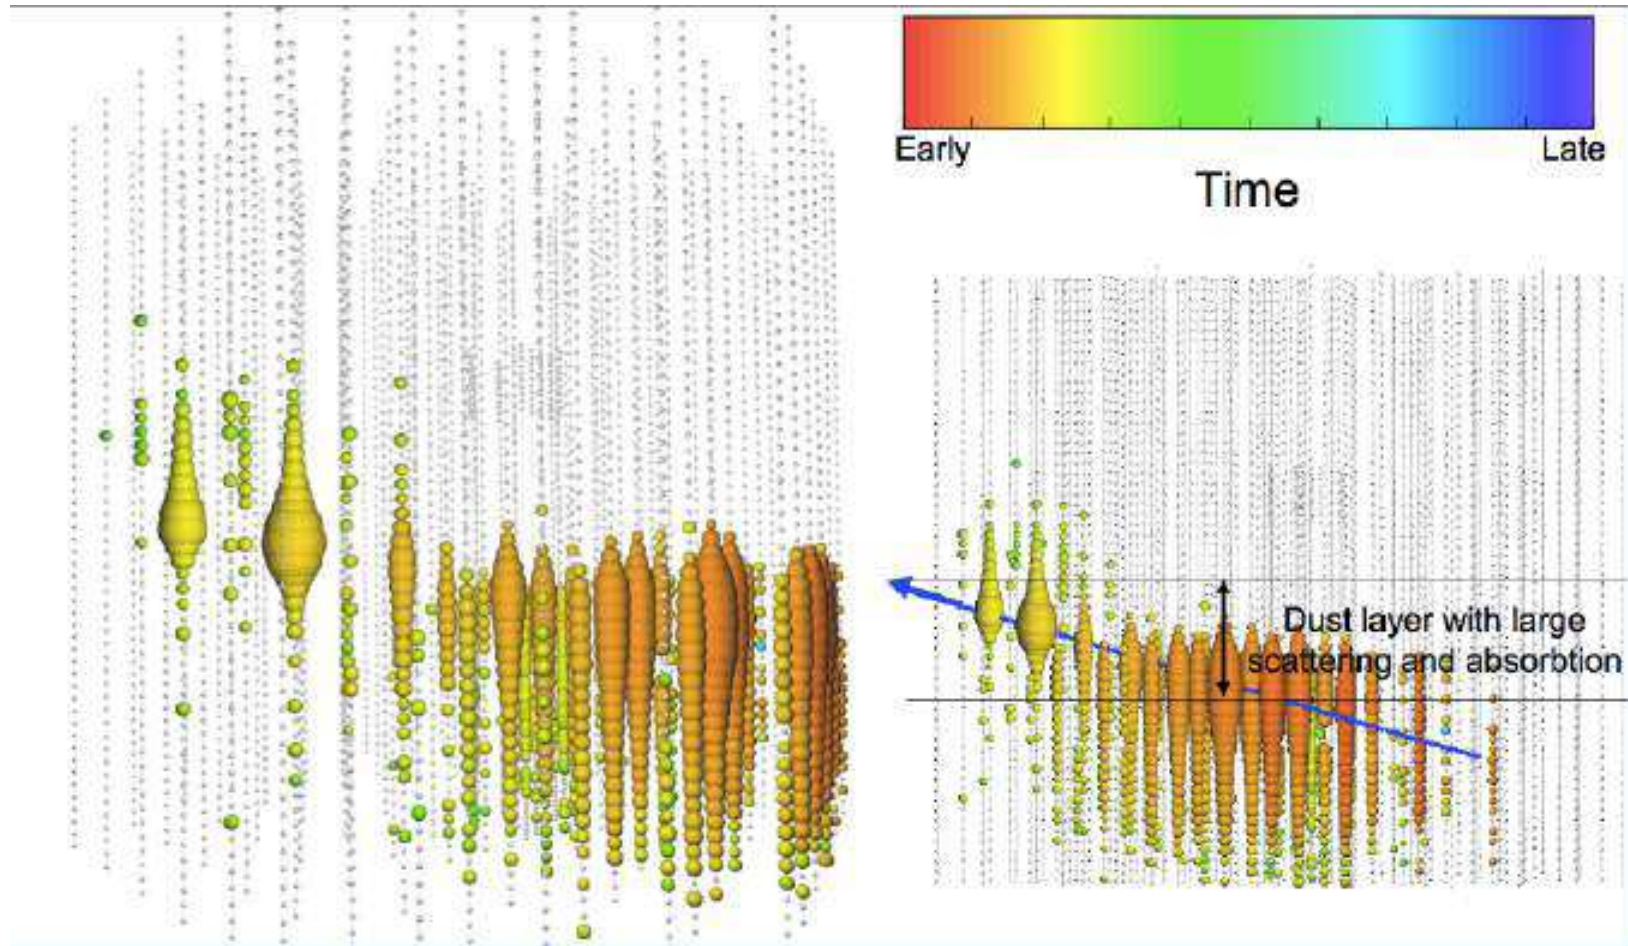 Early
Late
Time
Dust layer with large
scattering and absorbtion